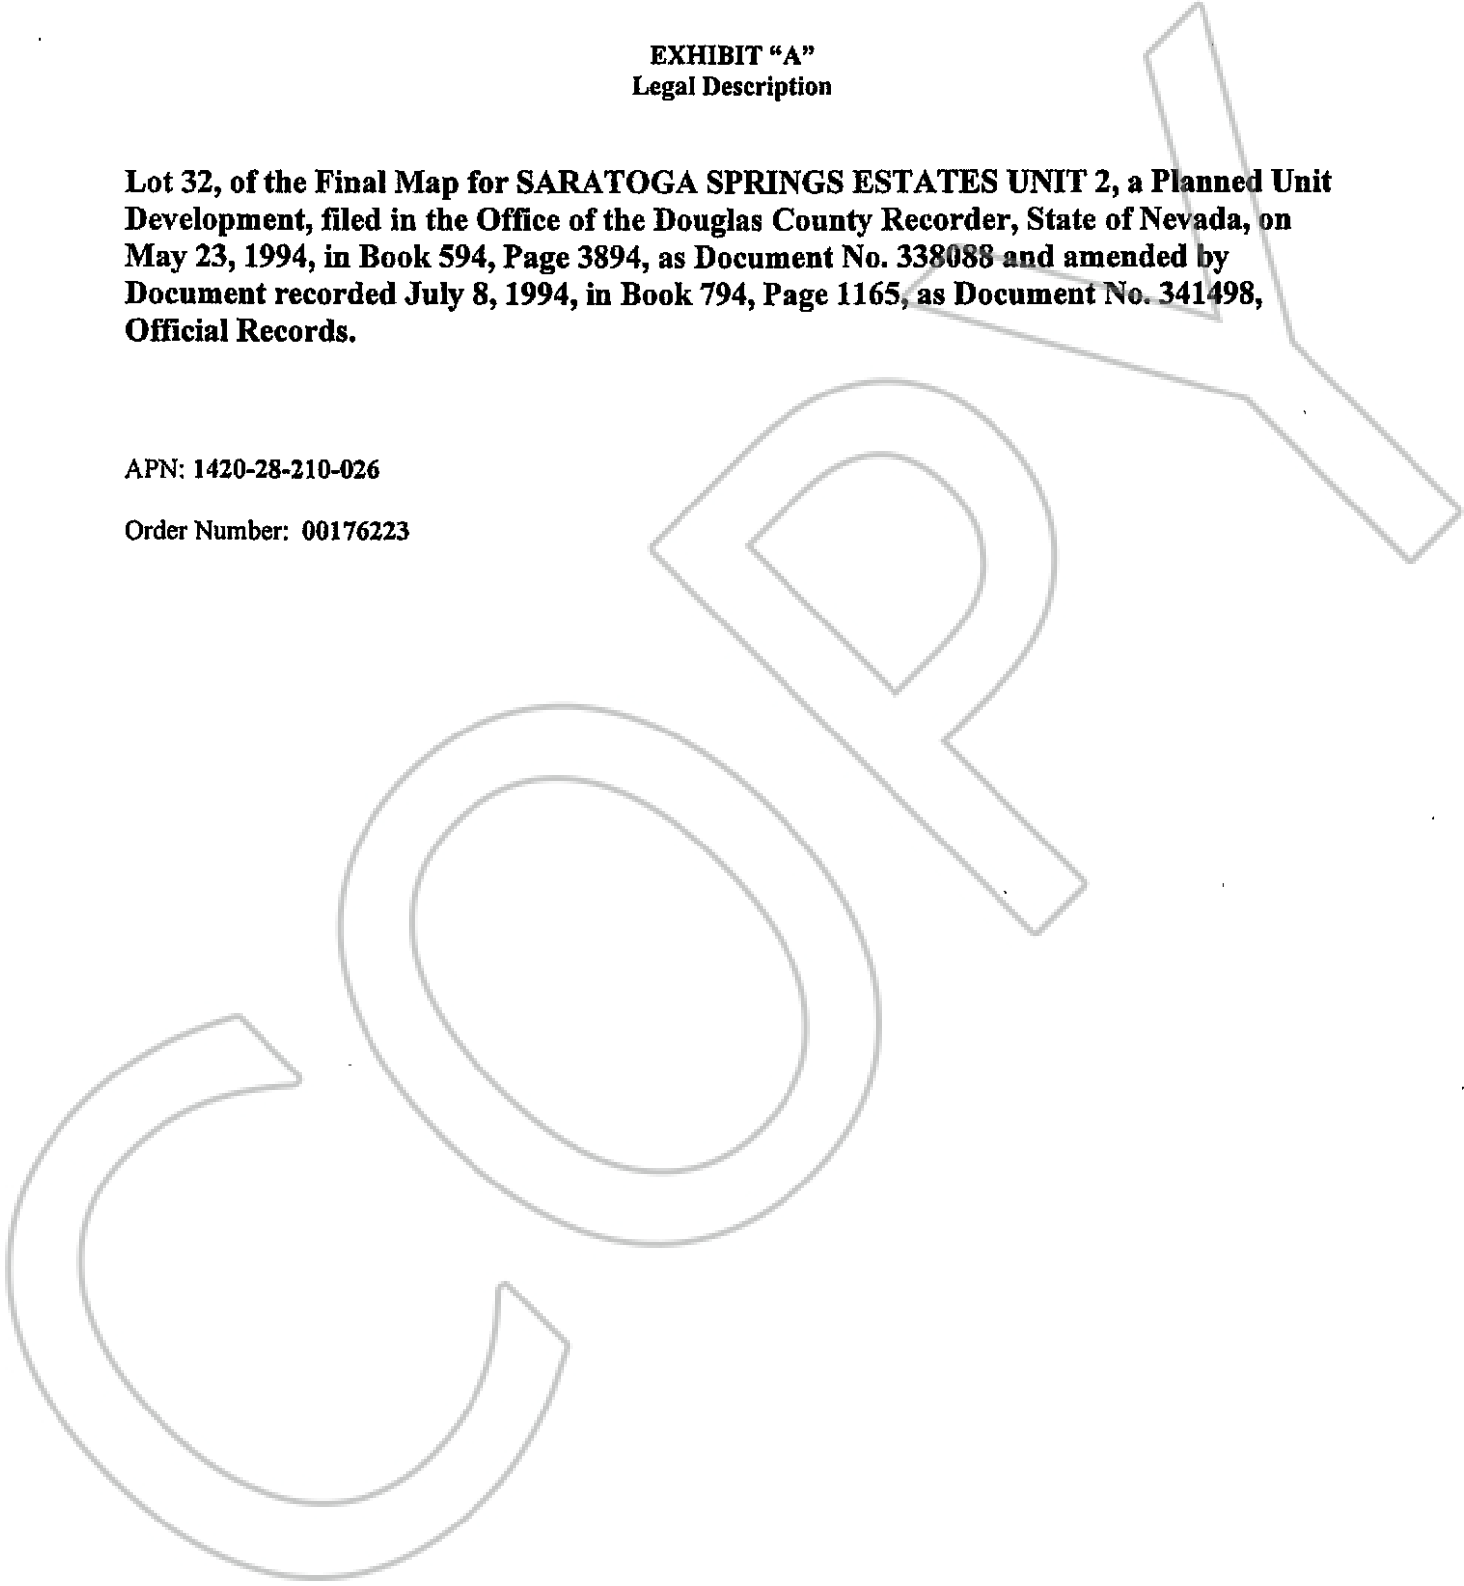 EXHIBIT “A”
Legal Description
Lot 32, of the Final Map for SARATOGA SPRINGS ESTATES UNIT 2, a Planned Unit
Development, filed in the Office of the Douglas County Recorder, State of Nevada, on
May 23, 1994, in Book 594, Page 3894, as Document No. 338088 and amended by
Document recorded July 8, 1994, in Book 794, Page 1165, as Document No. 341498,
Official Records.
APN: 1420-28-210-026
Order Number: 00176223
COPY